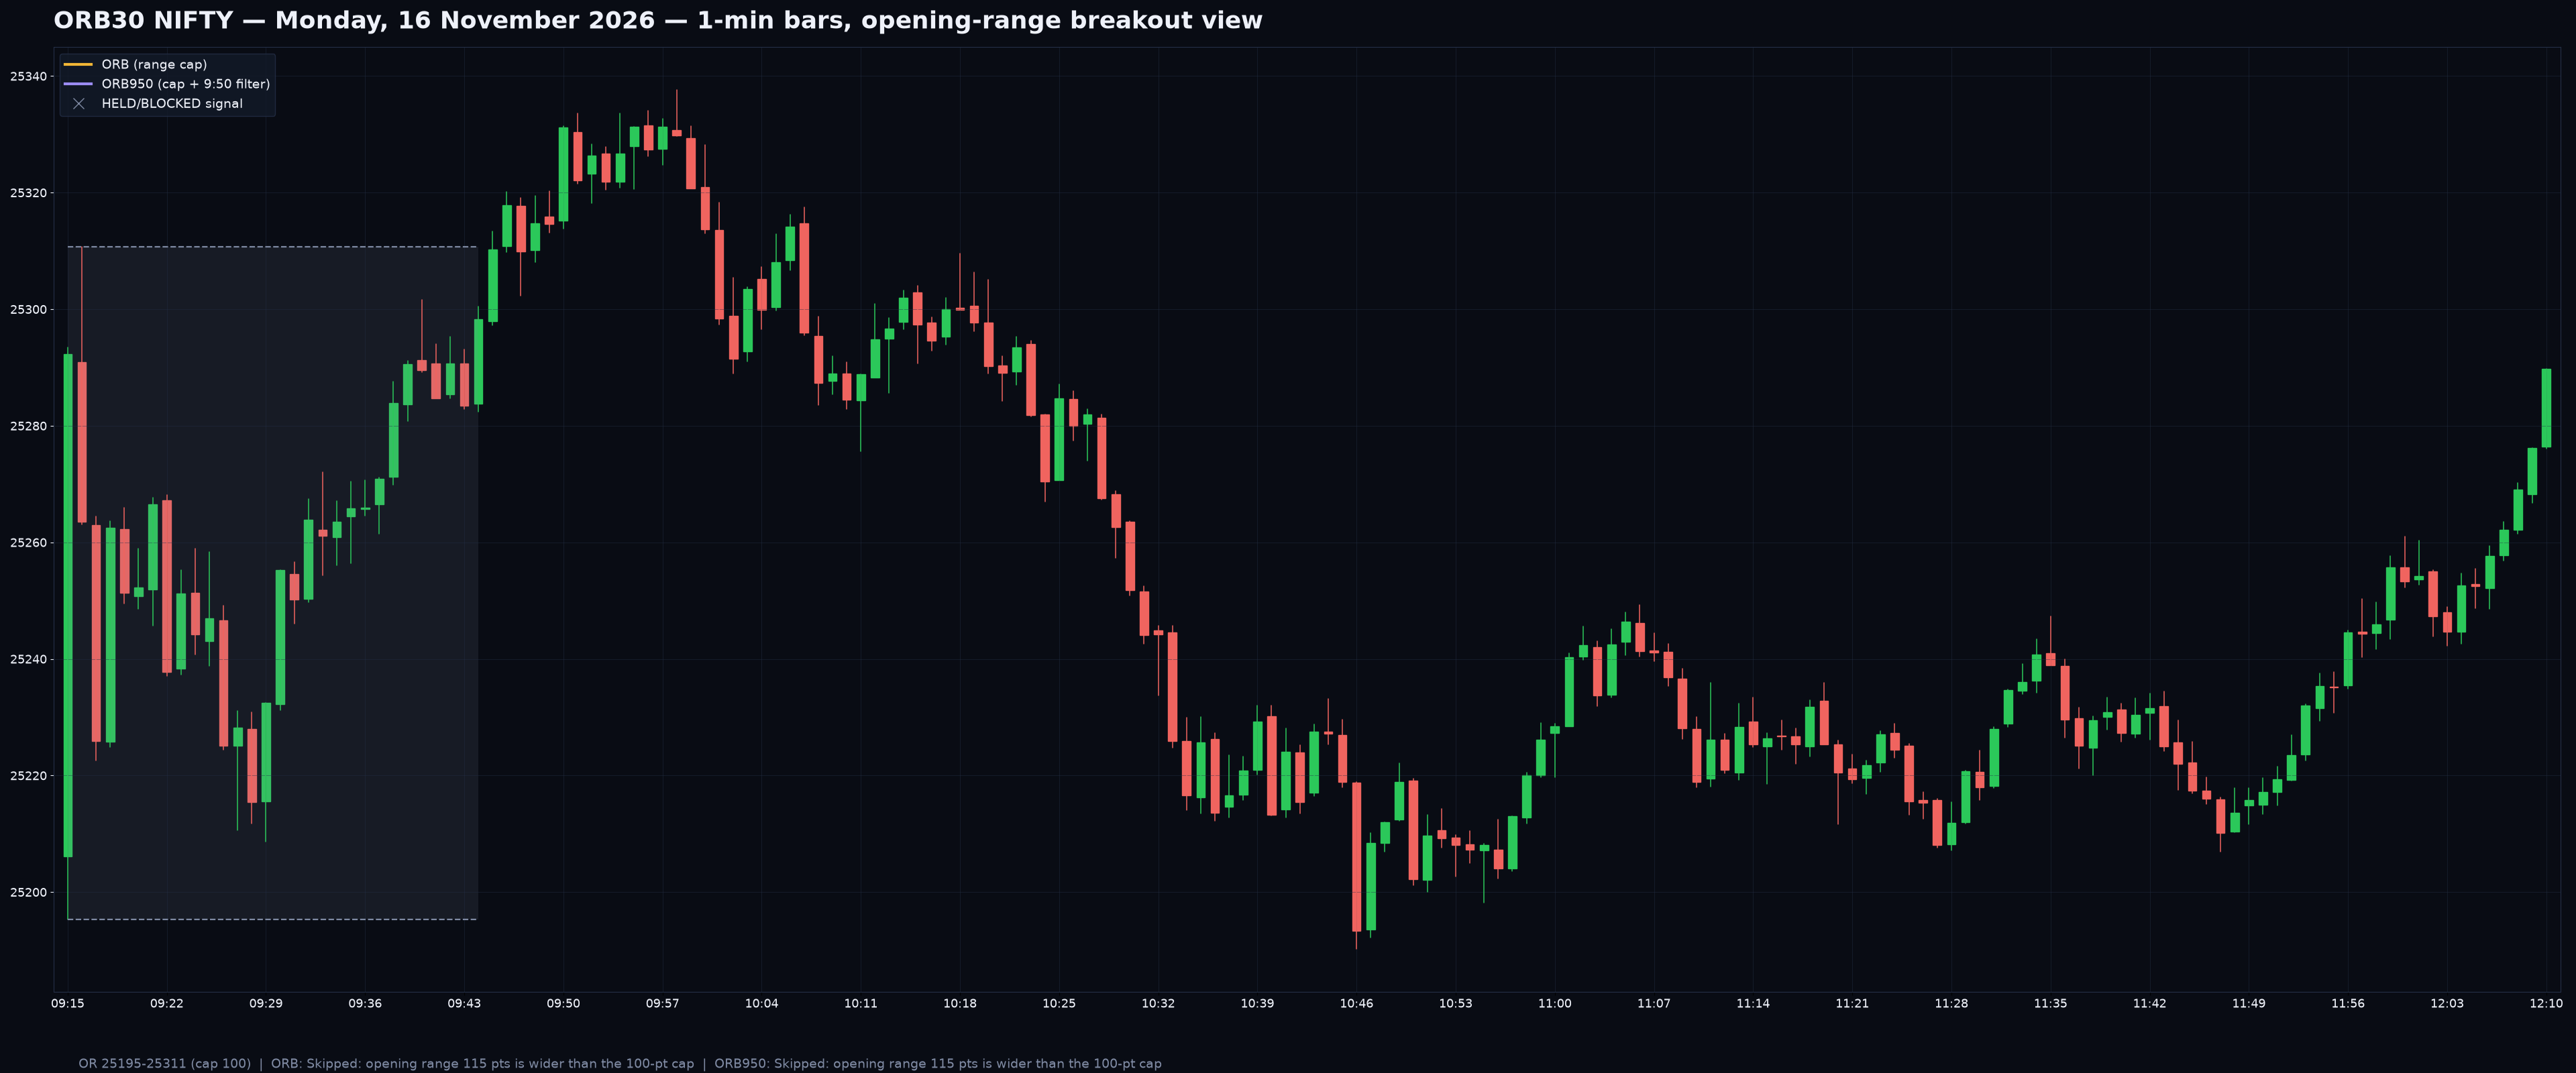 ORB30 NIFTY — Monday, 16 November 2026 — 1-min bars, opening-range breakout view
ORB (range cap)
ORB950 (cap + 9:50 filter)
HELD/BLOCKED signal
25340
25320
25300
25280
25260
25240
25220
25200
09:15 09:22 09:29 09:36 09:43 09:50 09:57 10:04 10:11 10:18 10:25 10:32 10:39 10:46 10:53 11:00 11:07 11:14 11:21 11:28 11:35 11:42 11:49 11:56 12:03 12:10
OR 25195-25311 (cap 100) | ORB: Skipped: opening range 115 pts is wider than the 100-pt cap | ORB950: Skipped: opening range 115 pts is wider than the 100-pt cap